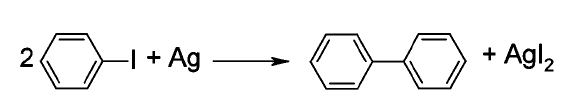 2 I + Ag + AgI₂